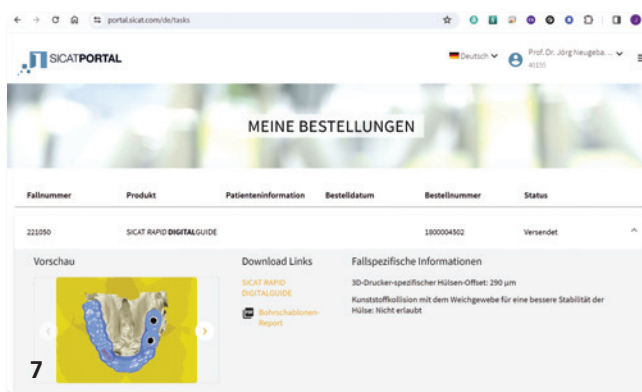 portal.sicat.com/de/tasks
SICATPORTAL
Deutsch
Prof. Dr. Jörg Neugeba...
40155
MEINE BESTELLUNGEN
Fallnummer Produkt Patienteninformation Bestelldatum Bestellnummer Status
221050 SICAT RAPID DIGITALGUIDE 1800004502 Versendet
Vorschau
Download Links
SICAT RAPID
DIGITALGUIDE
Bohrschablonen-
Report
Fallspezifische Informationen
3D-Drucker-spezifischer Hülsen-Offset: 290 µm
Kunststoffkollision mit dem Weichgewebe für eine bessere Stabilität der
Hülse: Nicht erlaubt
7